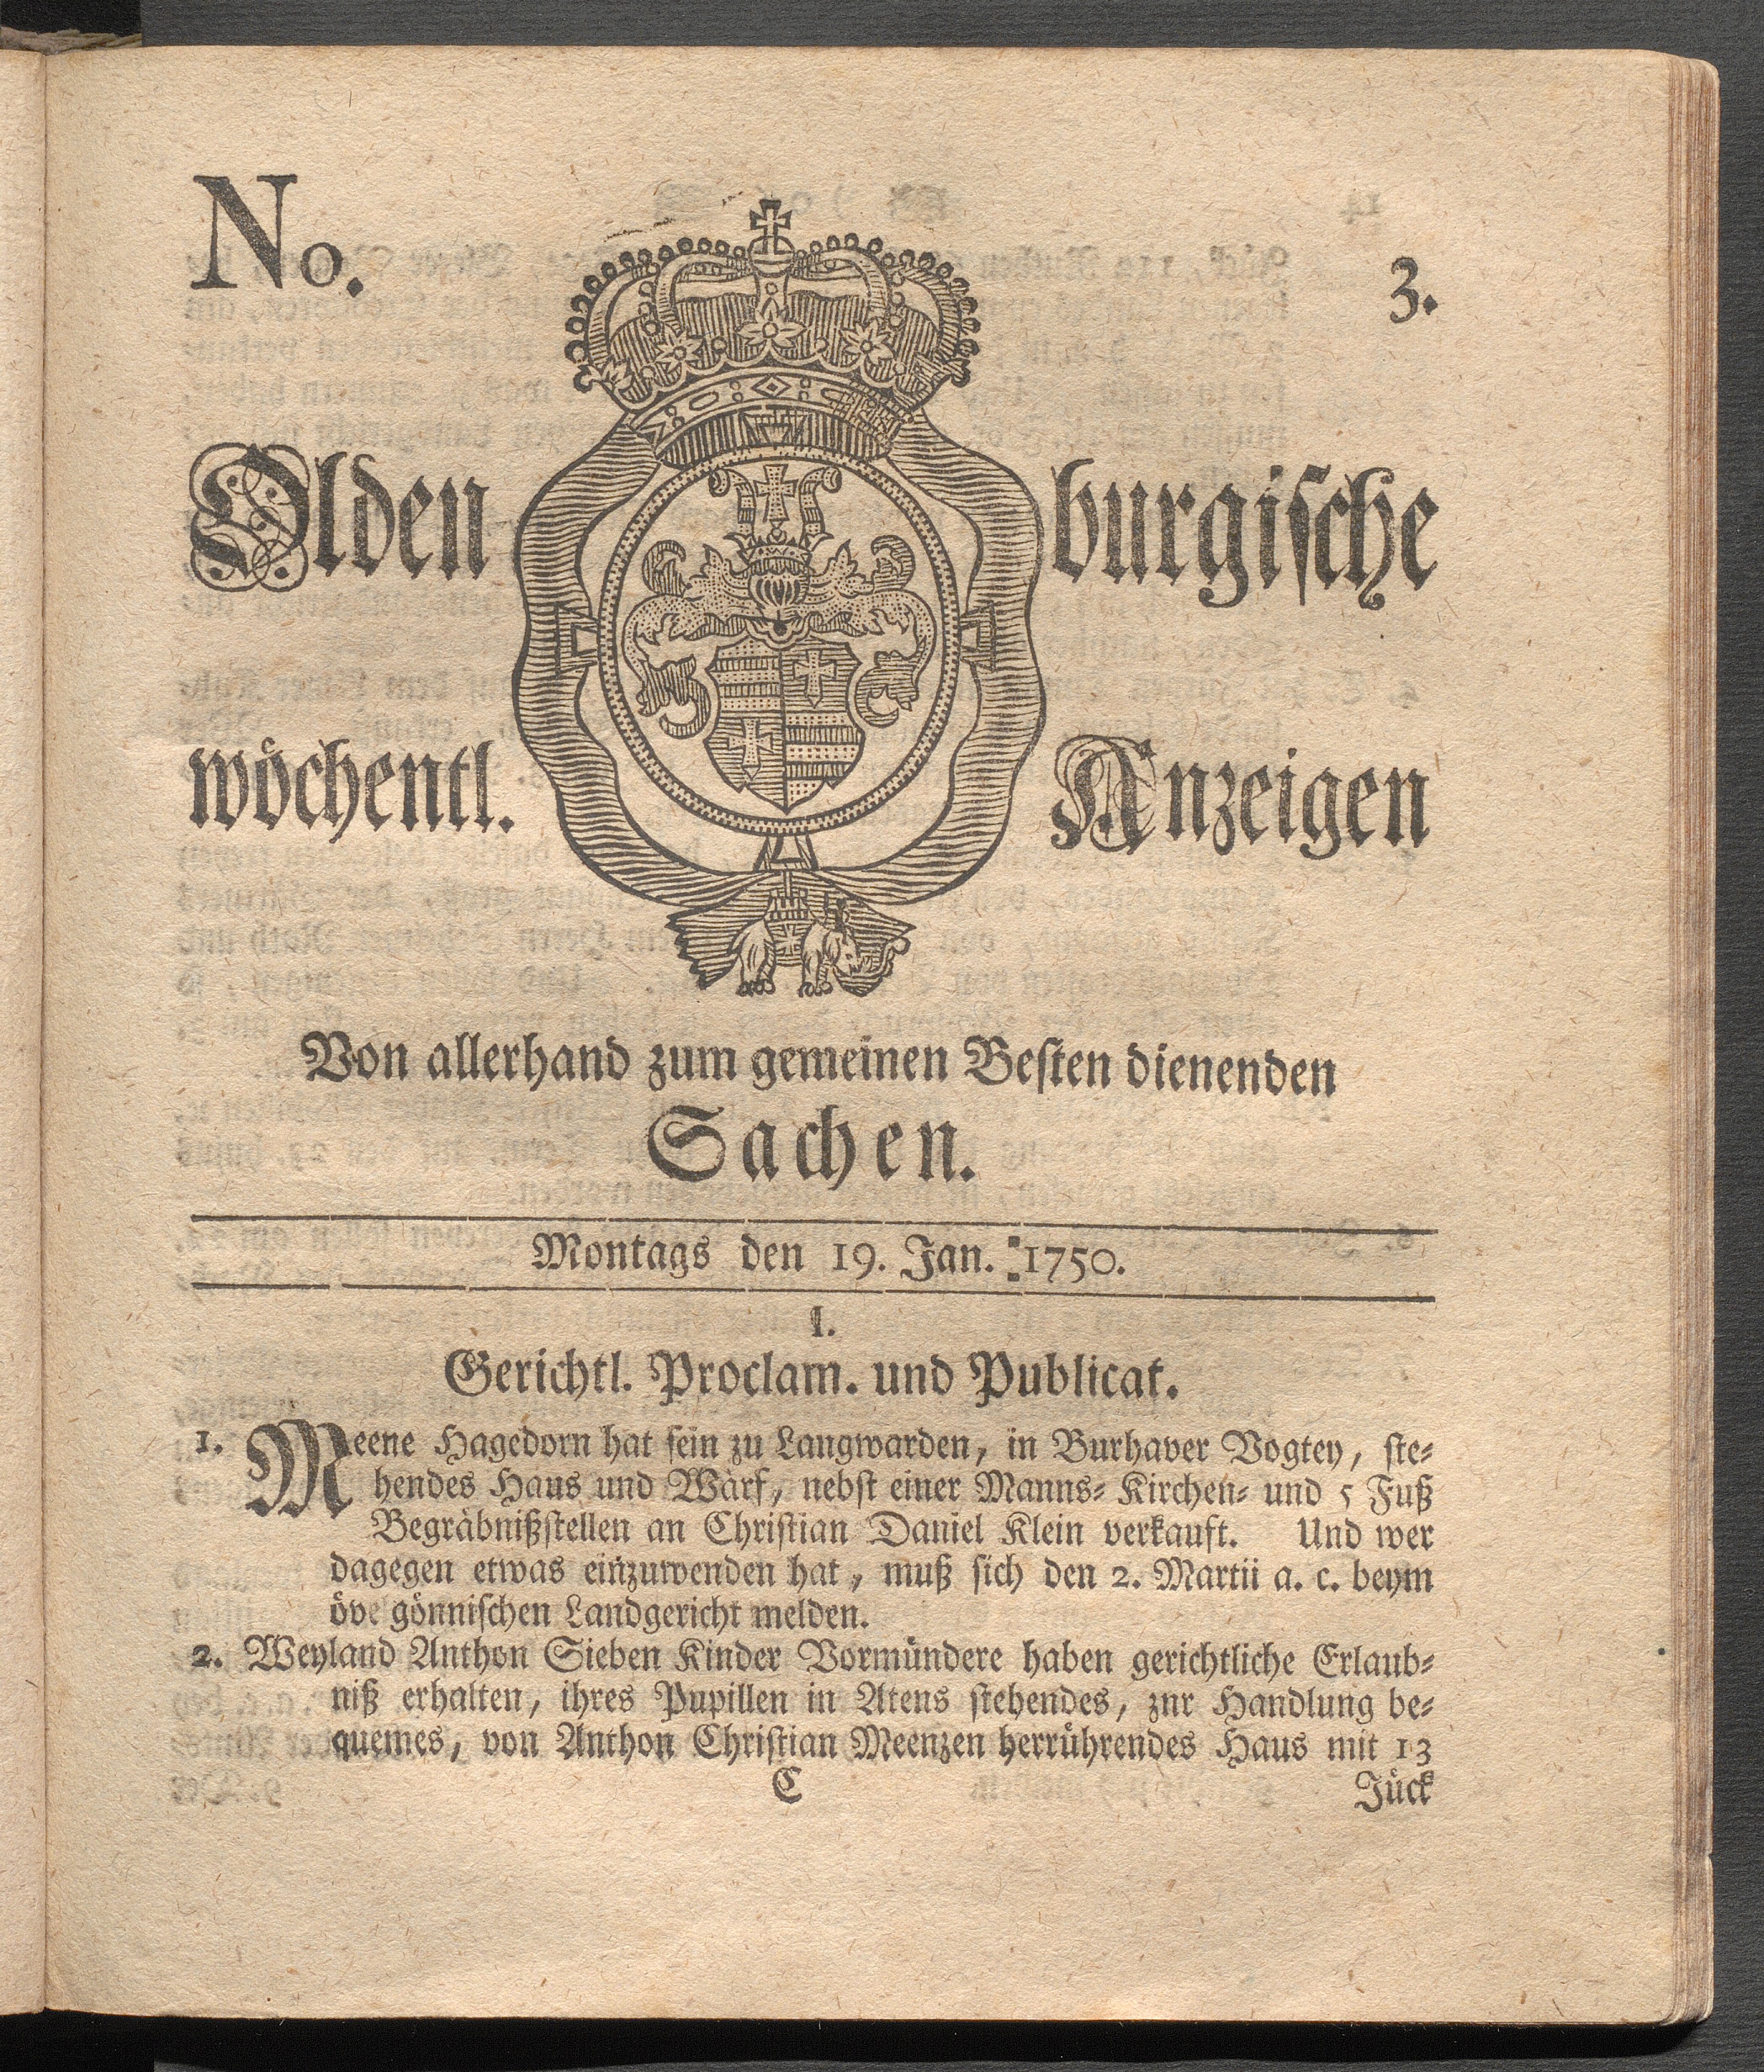 No. 3.
Oldenburgische
wöchentl. Anzeigen
Von allerhand zum gemeinen Besten dienenden
Sachen.
Montags den 19. Jan. 1750.
I.
Gerichtl. Proclam. und Publicat.
1. Meene Hagedorn hat sein zu Langwarden, in Burhaver Vogtey, ste-
hendes Haus und Wärf, nebst einer Manns- Kirchen- und 5 Fuß
Begräbnißstellen an Christian Daniel Klein verkauft. Und wer
dagegen etwas einzuwenden hat, muß sich den 2. Martii a. c. beym
öve gönnischen Landgericht melden.
2. Weyland Anthon Sieben Kinder Vormündere haben gerichtliche Erlaub-
niß erhalten, ihres Pupillen in Atens stehendes, znr Handlung be-
quemes, von Anthon Christian Meenzen herrührendes Haus mit 13
C Jück